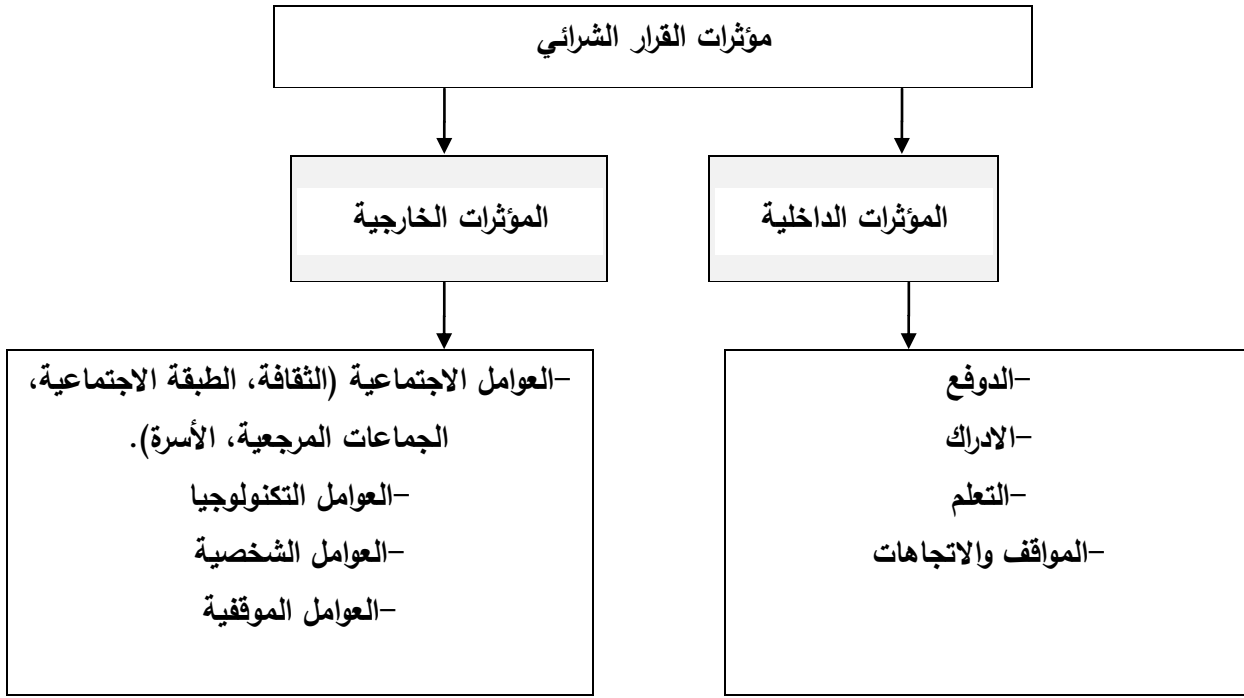 مؤثرات القرار الشرائي
المؤثرات الداخلية
المؤثرات الخارجية
-الدوفع
-الادراك
-التعلم
-المواقف والاتجاهات
-العوامل الاجتماعية (الثقافة، الطبقة الاجتماعية،
الجماعات المرجعية، الأسرة).
-العوامل التكنولوجيا
-العوامل الشخصية
-العوامل الموقفية